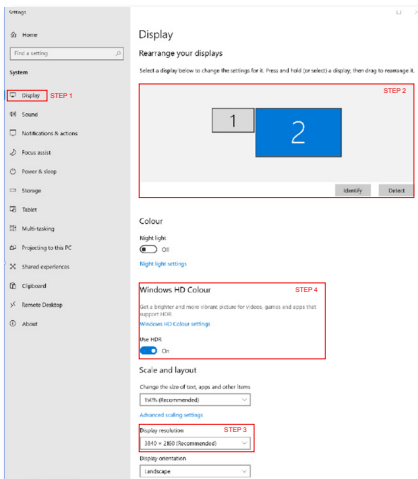 Settings
Home
Find a setting
System
Display STEP 1
Sound
Notifications & actions
Focus assist
Power & sleep
Storage
Tablet
Multi-tasking
Projecting to this PC
Shared experiences
Clipboard
Remote Desktop
About
Display
Rearrange your displays
Select a display below to change the settings for it. Press and hold (or select) a display, then drag to rearrange it.
STEP 2
1
2
Identify Detect
Colour
Night light
Off
Night light settings
Windows HD Colour STEP 4
Get a brighter and more vibrant picture for videos, games and apps that
support HDR.
Windows HD Colour settings
Use HDR
On
Scale and layout
Change the size of text, apps and other items
150% (Recommended)
Advanced scaling settings
Display resolution STEP 3
3840 × 2160 (Recommended)
Display orientation
Landscape